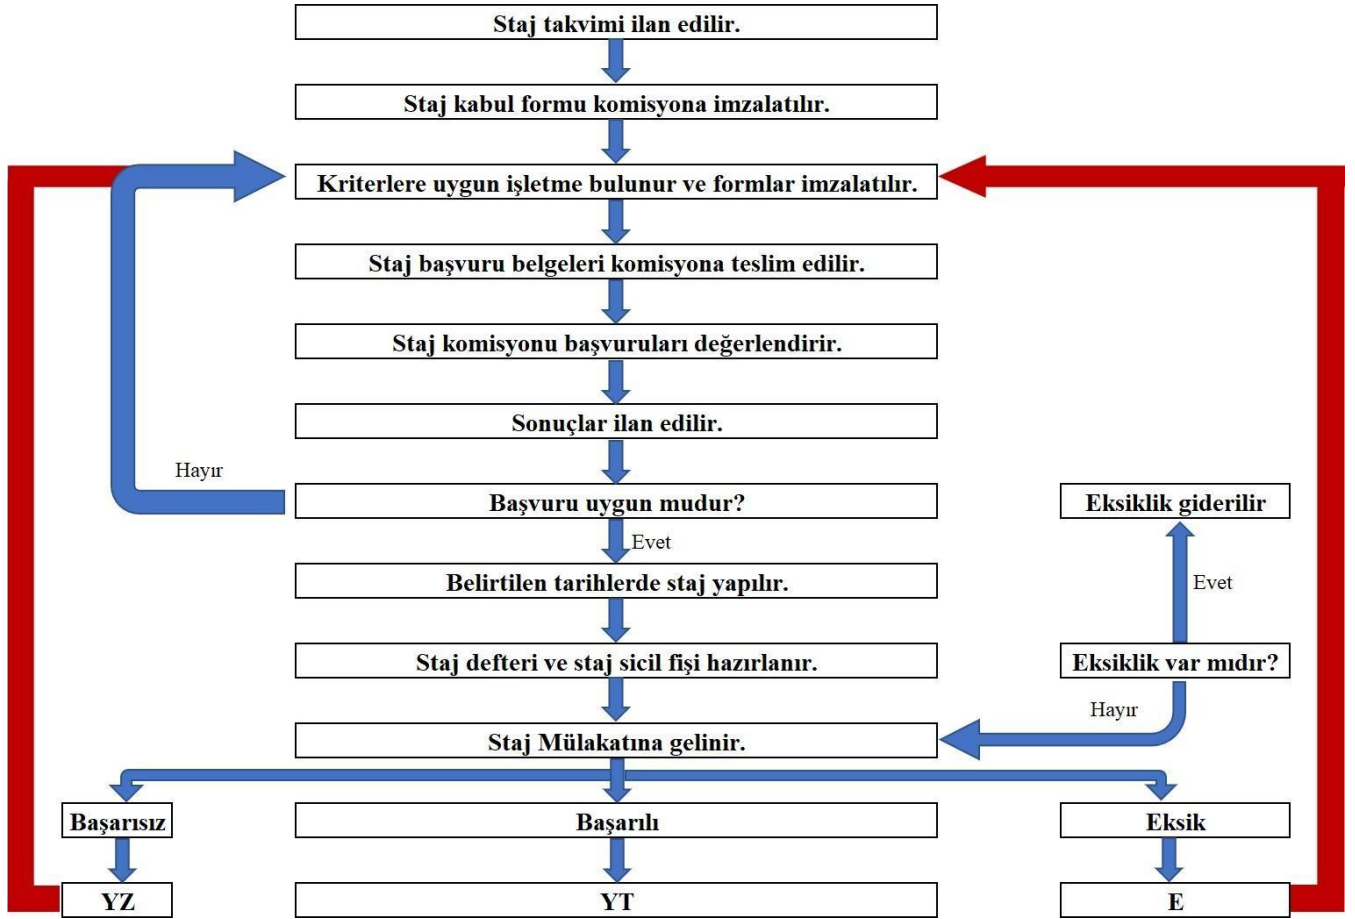 Staj takvimi ilan edilir.
Staj kabul formu komisyona imzalatılır.
Kriterlere uygun işletme bulunur ve formlar imzalatılır.
Staj başvuru belgeleri komisyona teslim edilir.
Staj komisyonu başvuruları değerlendirir.
Sonuçlar ilan edilir.
Hayır
Başvuru uygun mudur?
Eksiklik giderilir
Evet
Belirtilen tarihlerde staj yapılır.
Evet
Staj defteri ve staj sicil fişi hazırlanır.
Eksiklik var mıdır?
Hayır
Staj Mülakatına gelinir.
Başarısız
Başarılı
Eksik
YZ
YT
E